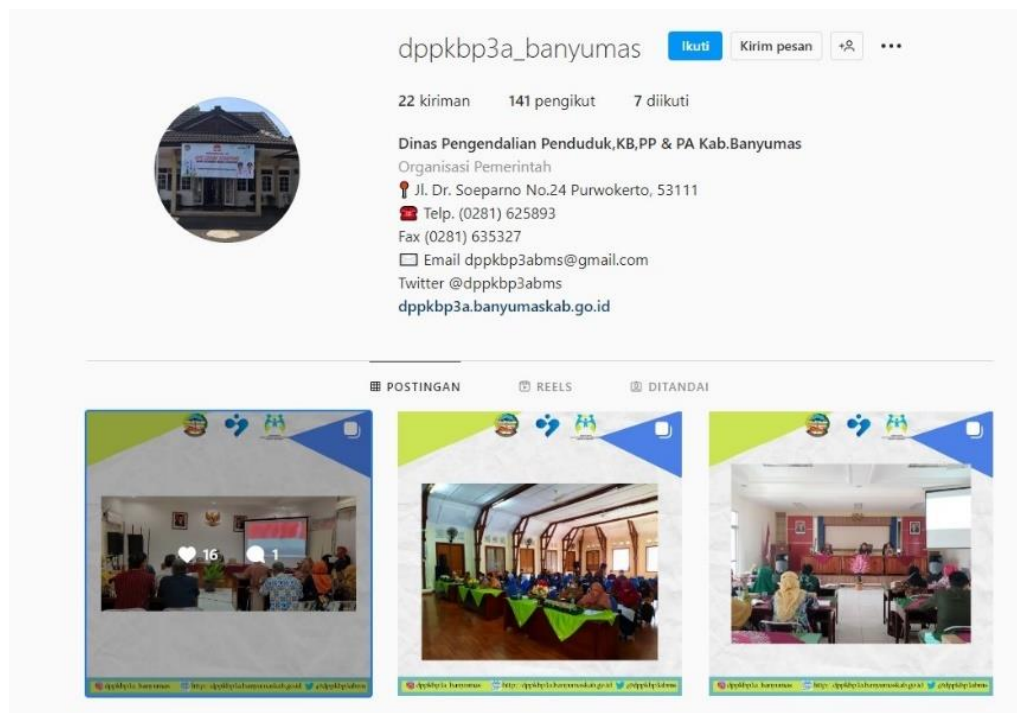 dppkbp3a_banyumas Ikuti Kirim pesan
22 kiriman 141 pengikut 7 diikuti
Dinas Pengendalian Penduduk,KB,PP & PA Kab.Banyumas
Organisasi Pemerintah
Jl. Dr. Soeparno No.24 Purwokerto, 53111
Telp. (0281) 625893
Fax (0281) 635327
Email dppkbp3abms@gmail.com
Twitter @dppkbp3abms
dppkbp3a.banyumaskab.go.id
POSTINGAN REELS DITANDAI
16 1